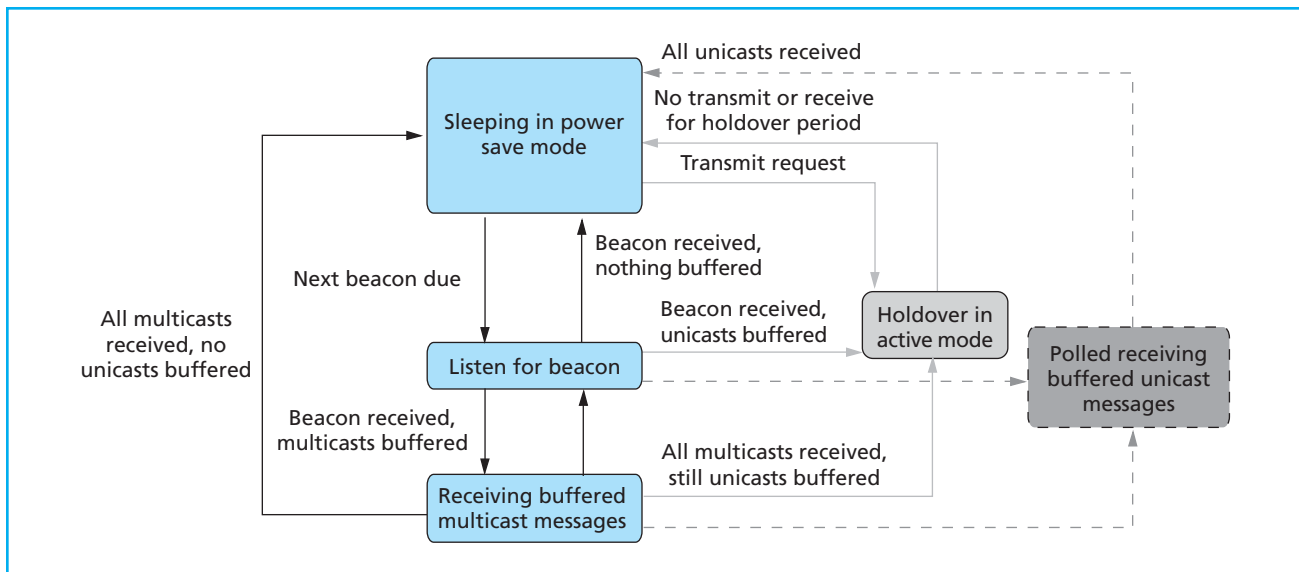 All unicasts received
No transmit or receive
for holdover period
Sleeping in power
save mode
Transmit request
Beacon received,
nothing buffered
Next beacon due
Beacon received,
unicasts buffered
Holdover in
active mode
All multicasts
received, no
unicasts buffered
Polled receiving
buffered unicast
messages
Listen for beacon
Beacon received,
multicasts buffered
All multicasts received,
still unicasts buffered
Receiving buffered
multicast messages